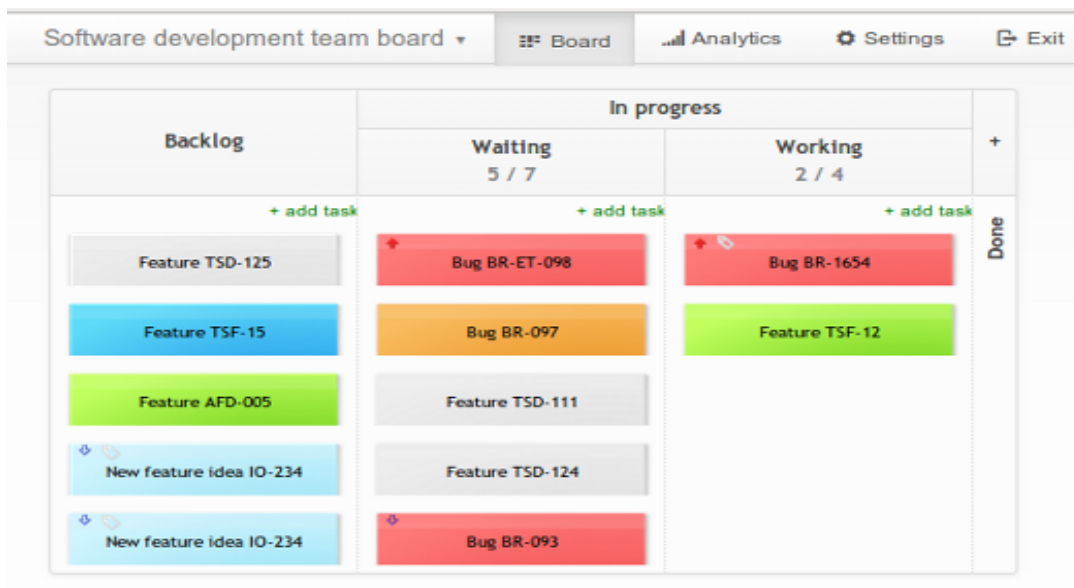 Software development team board
Board
Analytics
Settings
Exit
Backlog
In progress
Waiting
5 / 7
Working
2 / 4
+
+ add task
+ add task
+ add task
Done
Feature TSD-125
Bug BR-ET-098
Bug BR-1654
Feature TSF-15
Bug BR-097
Feature TSF-12
Feature AFD-005
Feature TSD-111
New feature idea IO-234
Feature TSD-124
New feature idea IO-234
Bug BR-093